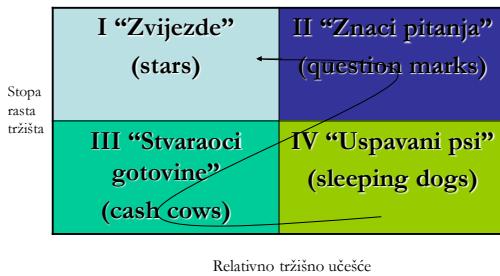 I “Zvijezde”
(stars)
II “Znaci pitanja”
(question marks)
Stopa
rasta
tržišta
III “Stvaraoci
gotovine”
(cash cows)
IV “Uspavani psi”
(sleeping dogs)
Relativno tržišno učešće